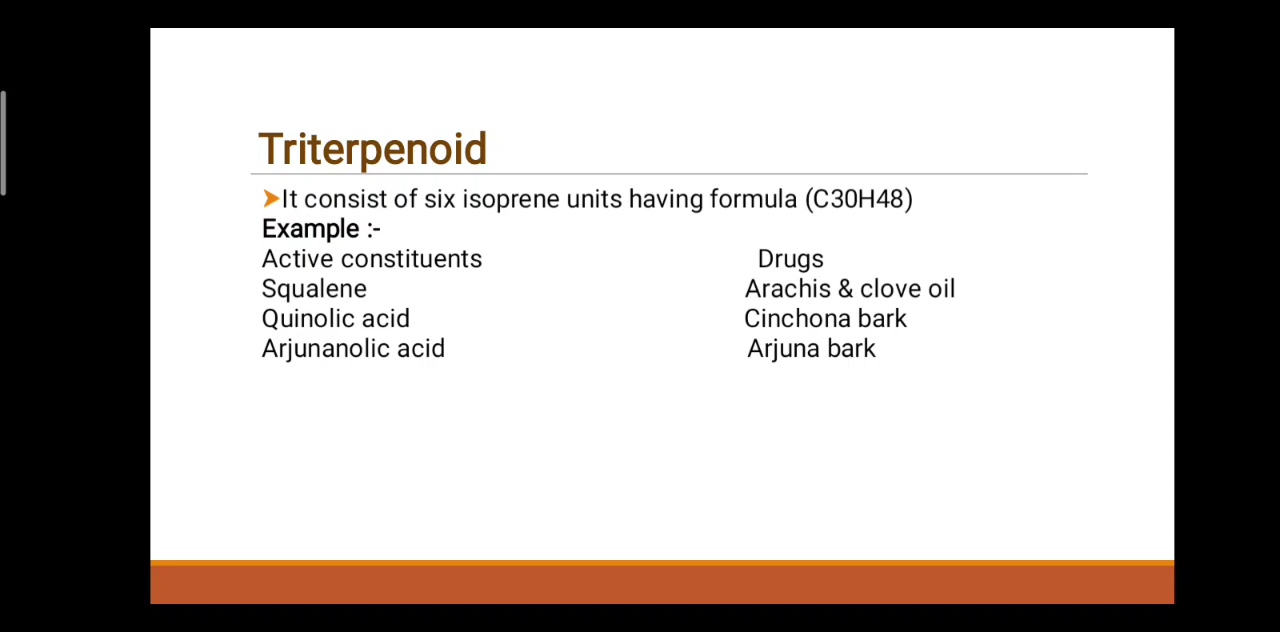 Triterpenoid
➤It consist of six isoprene units having formula (C30H48)
Example :-
Active constituents Drugs
Squalene Arachis & clove oil
Quinolic acid Cinchona bark
Arjunanolic acid Arjuna bark